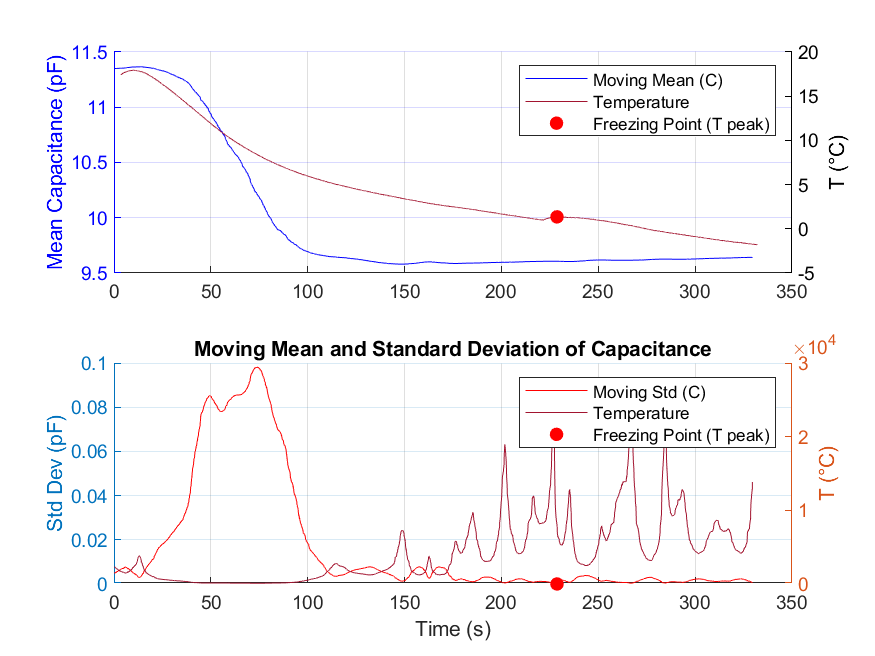 11.5
11
10.5
10
9.5
Mean Capacitance (pF)
20
15
10
5
0
-5
T (°C)
Moving Mean (C)
Temperature
Freezing Point (T peak)
0 50 100 150 200 250 300 350
Moving Mean and Standard Deviation of Capacitance
×10⁴
0.1
0.08
0.06
0.04
0.02
0
Std Dev (pF)
3
2
1
0
T (°C)
Moving Std (C)
Temperature
Freezing Point (T peak)
0 50 100 150 200 250 300 350
Time (s)